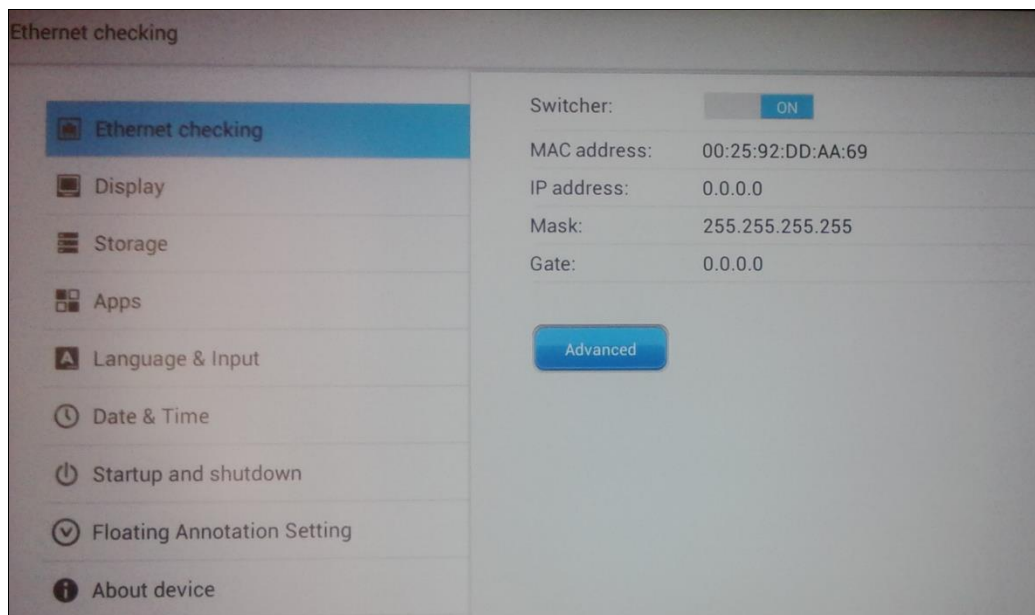 Ethernet checking
Ethernet checking
Display
Storage
Apps
Language & Input
Date & Time
Startup and shutdown
Floating Annotation Setting
About device
Switcher: ON
MAC address: 00:25:92:DD:AA:69
IP address: 0.0.0.0
Mask: 255.255.255.255
Gate: 0.0.0.0
Advanced